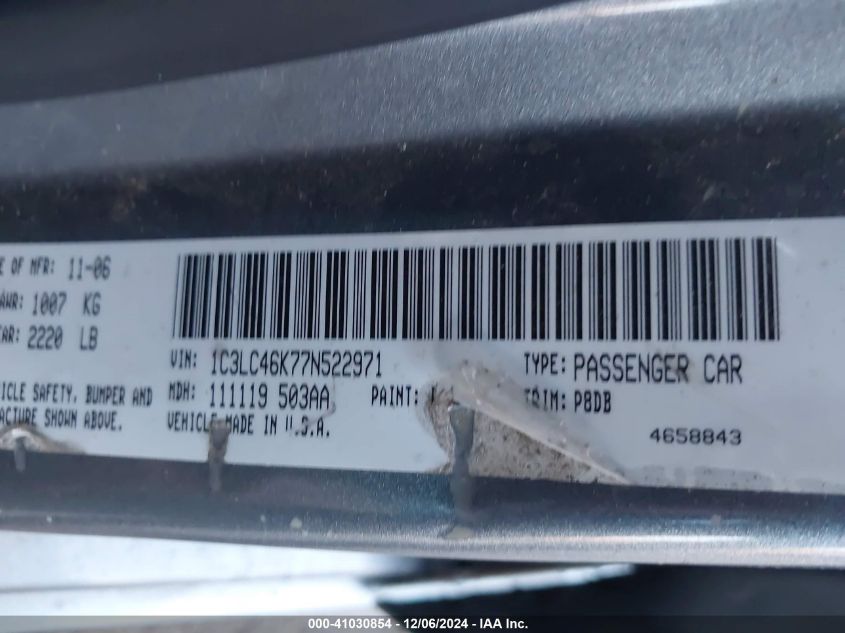 E OF MFR: 11-06
AWR: 1007 KG
AR: 2220 LB
VIN: 1C3LC46K77N522971
TYPE: PASSENGER CAR
HICLE SAFETY, BUMPER AND
MDH: 111119 503AA
PAINT:
TRIM: P8DB
ACTURE SHOWN ABOVE.
VEHICLE MADE IN U.S.A.
4658843
000-41030854 - 12/06/2024 - IAA Inc.